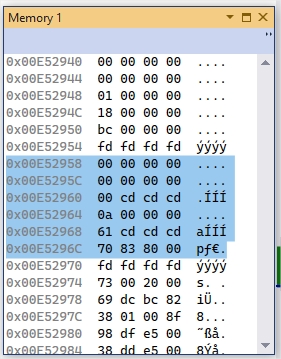 Memory 1
"
0x00E52940 00 00 00 00 ....
0x00E52944 00 00 00 00 ....
0x00E52948 01 00 00 00 ....
0x00E5294C 18 00 00 00 ....
0x00E52950 bc 00 00 00 ....
0x00E52954 fd fd fd fd ýýýý
0x00E52958 00 00 00 00 ....
0x00E5295C 00 00 00 00 ....
0x00E52960 00 cd cd cd .ÍÍÍ
0x00E52964 0a 00 00 00 ....
0x00E52968 61 cd cd cd aÍÍÍ
0x00E5296C 70 83 80 00 pƒ€.
0x00E52970 fd fd fd fd ýýýý
0x00E52974 73 00 20 00 s. .
0x00E52978 69 dc bc 82 iÜ..
0x00E5297C 38 01 00 8f 8...
0x00E52980 98 df e5 00 ˜ßå.
0x00E52984 38 dd e5 00 8Ýå.